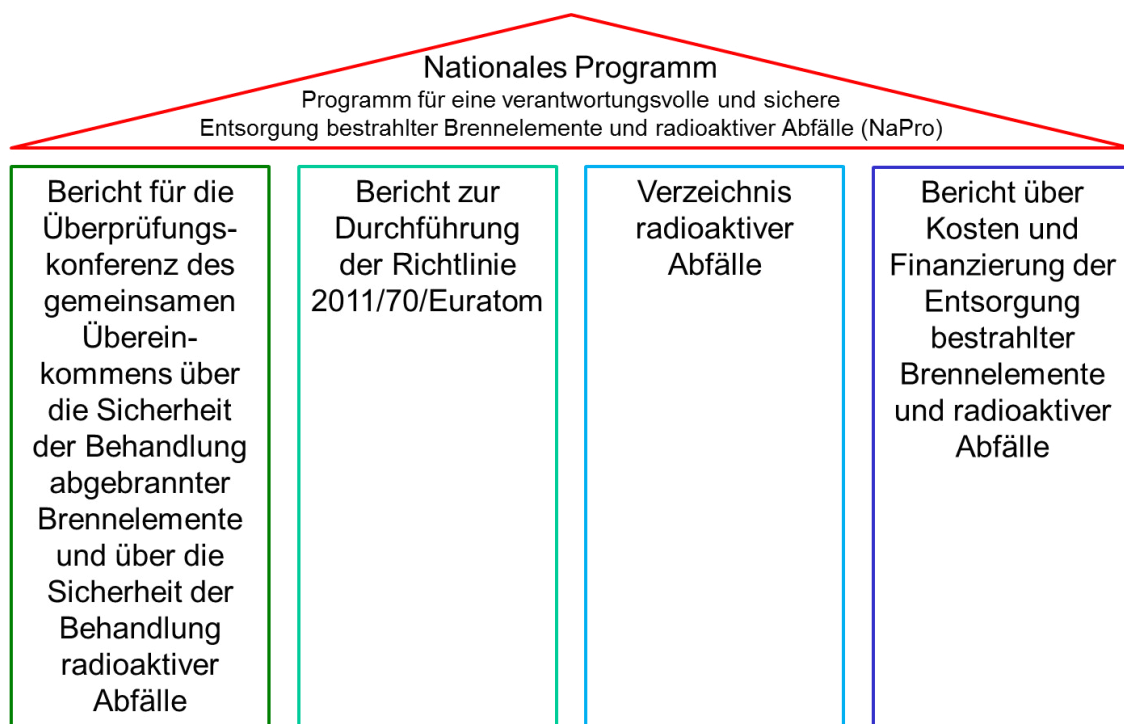 Nationales Programm
Programm für eine verantwortungsvolle und sichere
Entsorgung bestrahlter Brennelemente und radioaktiver Abfälle (NaPro)
Bericht für die
Überprüfungs-
konferenz des
gemeinsamen
Überein-
kommens über
die Sicherheit
der Behandlung
abgebrannter
Brennelemente
und über die
Sicherheit der
Behandlung
radioaktiver
Abfälle
Bericht zur
Durchführung
der Richtlinie
2011/70/Euratom
Verzeichnis
radioaktiver
Abfälle
Bericht über
Kosten und
Finanzierung der
Entsorgung
bestrahlter
Brennelemente
und radioaktiver
Abfälle